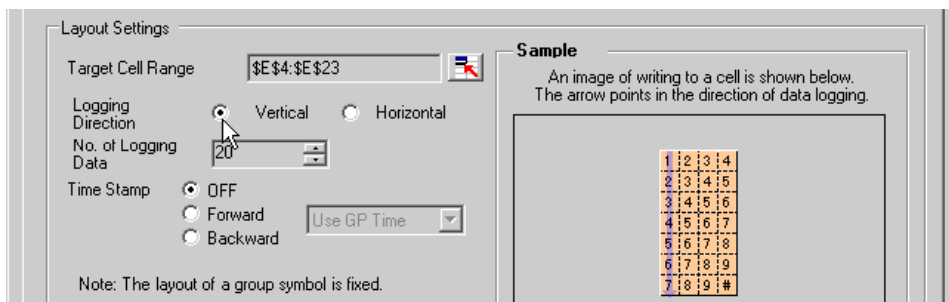 Layout Settings
Target Cell Range $E$4:$E$23
Logging Direction Vertical Horizontal
No. of Logging Data 20
Time Stamp OFF
Forward Use GP Time
Backward
Note: The layout of a group symbol is fixed.
Sample
An image of writing to a cell is shown below.
The arrow points in the direction of data logging.
1 2 3 4
2 3 4 5
3 4 5 6
4 5 6 7
5 6 7 8
6 7 8 9
7 8 9 #